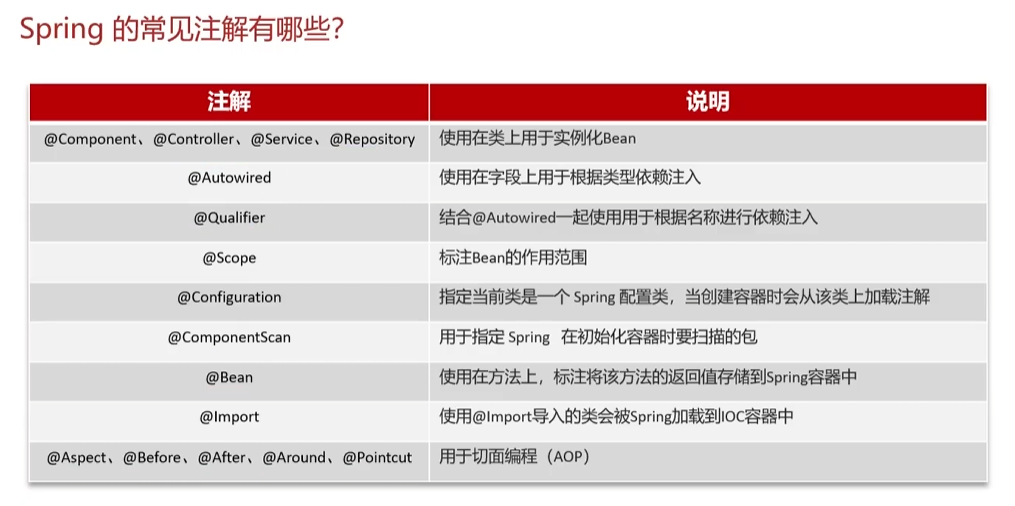 Spring 的常见注解有哪些？
注解 说明
@Component、@Controller、@Service、@Repository 使用在类上用于实例化Bean
@Autowired 使用在字段上用于根据类型依赖注入
@Qualifier 结合@Autowired一起使用用于根据名称进行依赖注入
@Scope 标注Bean的作用范围
@Configuration 指定当前类是一个 Spring 配置类，当创建容器时会从该类上加载注解
@ComponentScan 用于指定 Spring 在初始化容器时要扫描的包
@Bean 使用在方法上，标注将该方法的返回值存储到Spring容器中
@Import 使用@Import导入的类会被Spring加载到IOC容器中
@Aspect、@Before、@After、@Around、@Pointcut 用于切面编程（AOP）